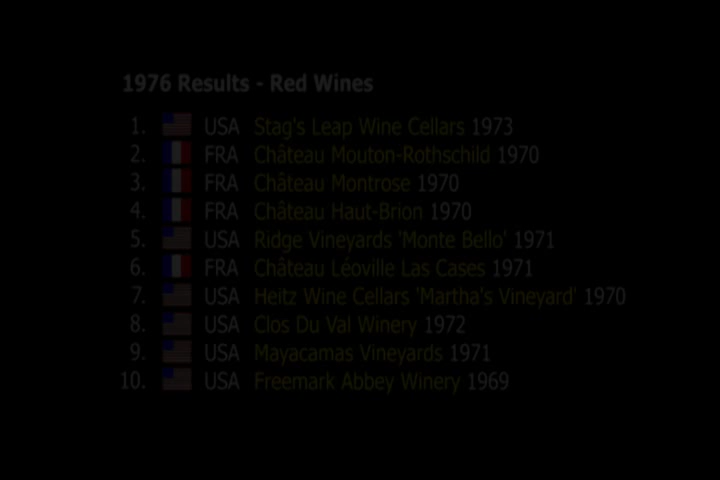 1976 Results - Red Wines
1. USA Stag's Leap Wine Cellars 1973
2. FRA Château Mouton-Rothschild 1970
3. FRA Château Montrose 1970
4. FRA Château Haut-Brion 1970
5. USA Ridge Vineyards 'Monte Bello' 1971
6. FRA Château Léoville Las Cases 1971
7. USA Heitz Wine Cellars 'Martha's Vineyard' 1970
8. USA Clos Du Val Winery 1972
9. USA Mayacamas Vineyards 1971
10. USA Freemark Abbey Winery 1969